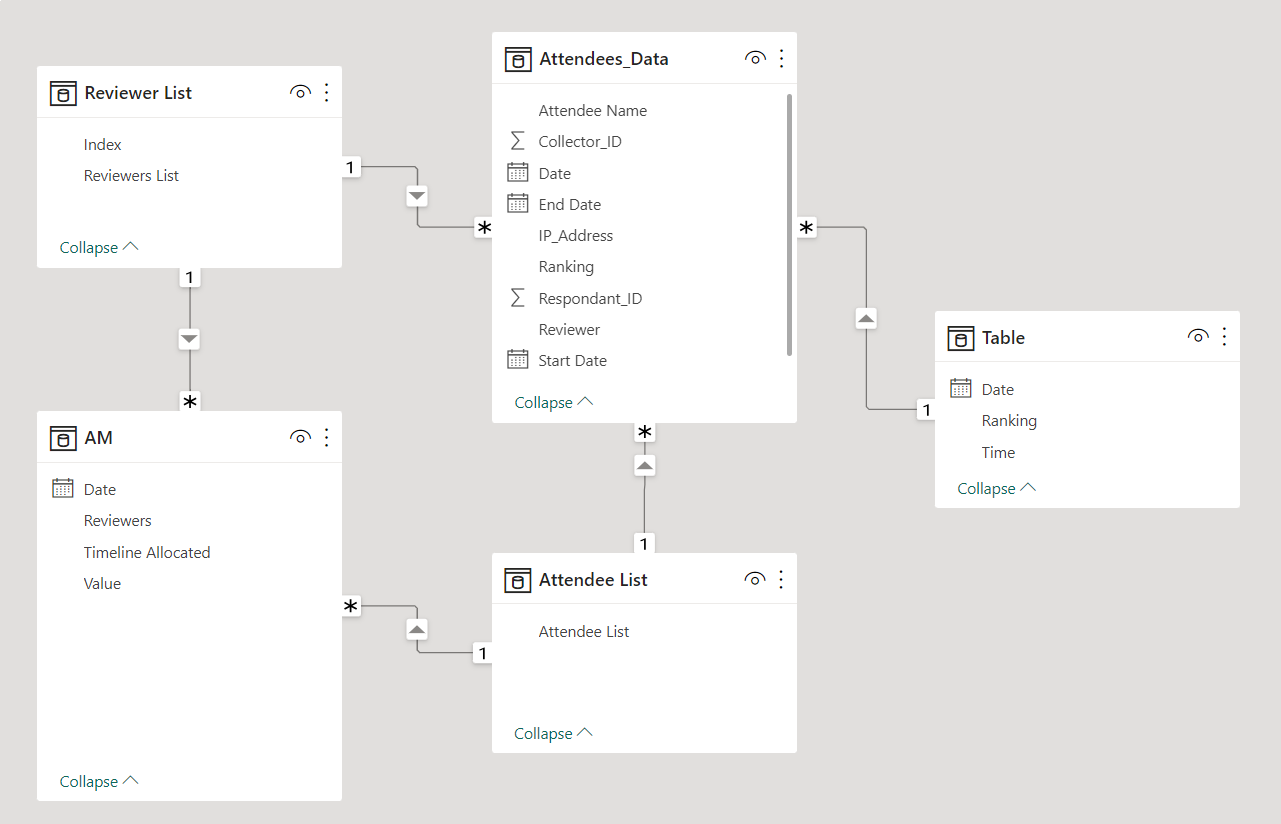 Reviewer List
Index
Reviewers List
Collapse
1
1
*
AM
Date
Reviewers
Timeline Allocated
Value
Collapse
*
Attendees_Data
Attendee Name
Collector_ID
Date
End Date
IP_Address
Ranking
Respondant_ID
Reviewer
Start Date
Collapse
*
*
*
1
Attendee List
Attendee List
Collapse
1
Table
Date
Ranking
Time
Collapse
1